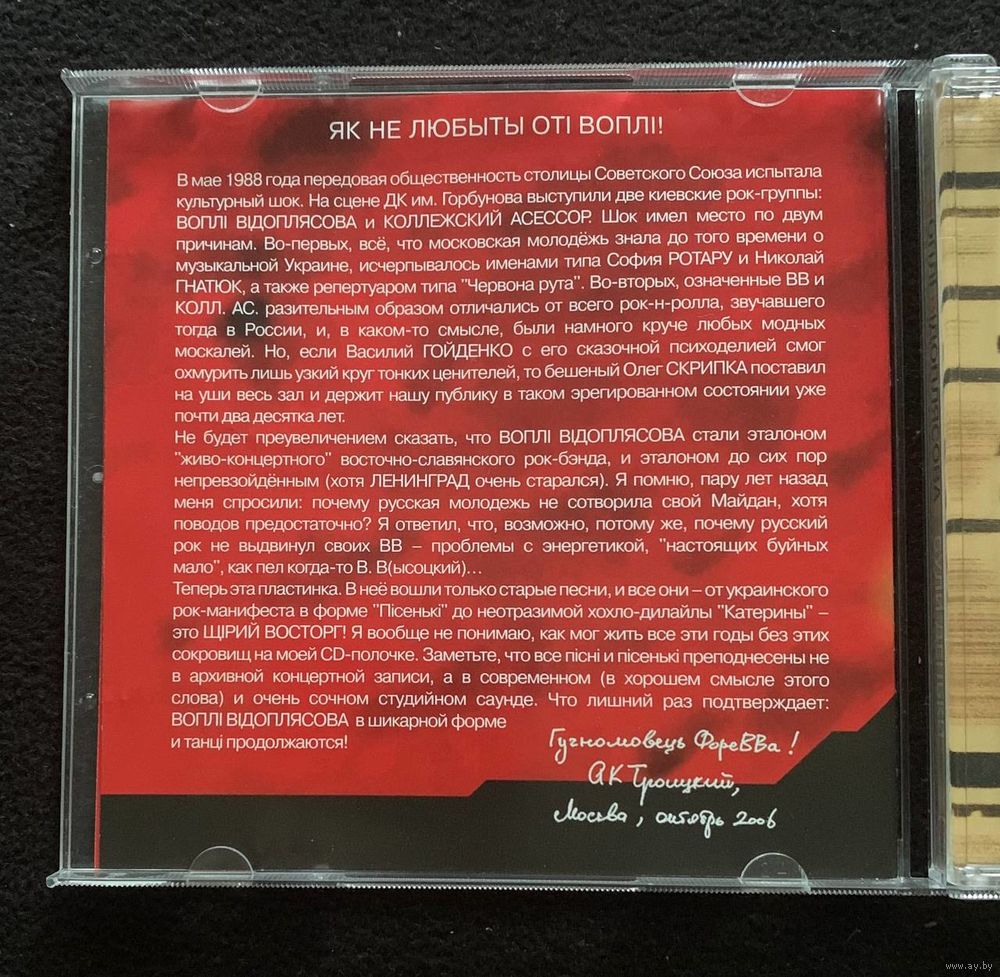 ЯК НЕ ЛЮБЫТЫ ОТІ ВОПЛІ!
В мае 1988 года передовая общественность столицы Советского Союза испытала
культурный шок. На сцене ДК им. Горбунова выступили две киевские рок-группы:
ВОПЛІ ВІДОПЛЯСОВА и КОЛЛЕЖСКИЙ АСЕССОР. Шок имел место по двум
причинам. Во-первых, всё, что московская молодёжь знала до того времени о
музыкальной Украине, исчерпывалось именами типа София РОТАРУ и Николай
ГНАТЮК, а также репертуаром типа "Червона рута". Во-вторых, означенные ВВ и
КОЛЛ. АС. разительным образом отличались от всего рок-н-ролла, звучавшего
тогда в России, и, в каком-то смысле, были намного круче любых модных
москалей. Но, если Василий ГОЙДЕНКО с его сказочной психоделией смог
охмурить лишь узкий круг тонких ценителей, то бешеный Олег СКРИПКА поставил
на уши весь зал и держит нашу публику в таком эрегированном состоянии уже
почти два десятка лет.
Не будет преувеличением сказать, что ВОПЛІ ВІДОПЛЯСОВА стали эталоном
"живо-концертного" восточно-славянского рок-бэнда, и эталоном до сих пор
непревзойдённым (хотя ЛЕНИНГРАД очень старался). Я помню, пару лет назад
меня спросили: почему русская молодежь не сотворила свой Майдан, хотя
поводов предостаточно? Я ответил, что, возможно, потому же, почему русский
рок не выдвинул своих ВВ – проблемы с энергетикой, "настоящих буйных
мало", как пел когда-то В. В(ысоцкий)...
Теперь эта пластинка. В неё вошли только старые песни, и все они – от украинского
рок-манифеста в форме "Пісенькі" до неотразимой хохло-дилайлы "Катерины" –
это ЩІРИЙ ВОСТОРГ! Я вообще не понимаю, как мог жить все эти годы без этих
сокровищ на моей CD-полочке. Заметьте, что все пісні и пісенькі преподнесены не
в архивной концертной записи, а в современном (в хорошем смысле этого
слова) и очень сочном студийном саунде. Что лишний раз подтверждает:
ВОПЛІ ВІДОПЛЯСОВА в шикарной форме
и танці продолжаются!
Гучномовець ФореВВа!
АК Троицкий,
Москва, октябрь 2006
www.ay.by